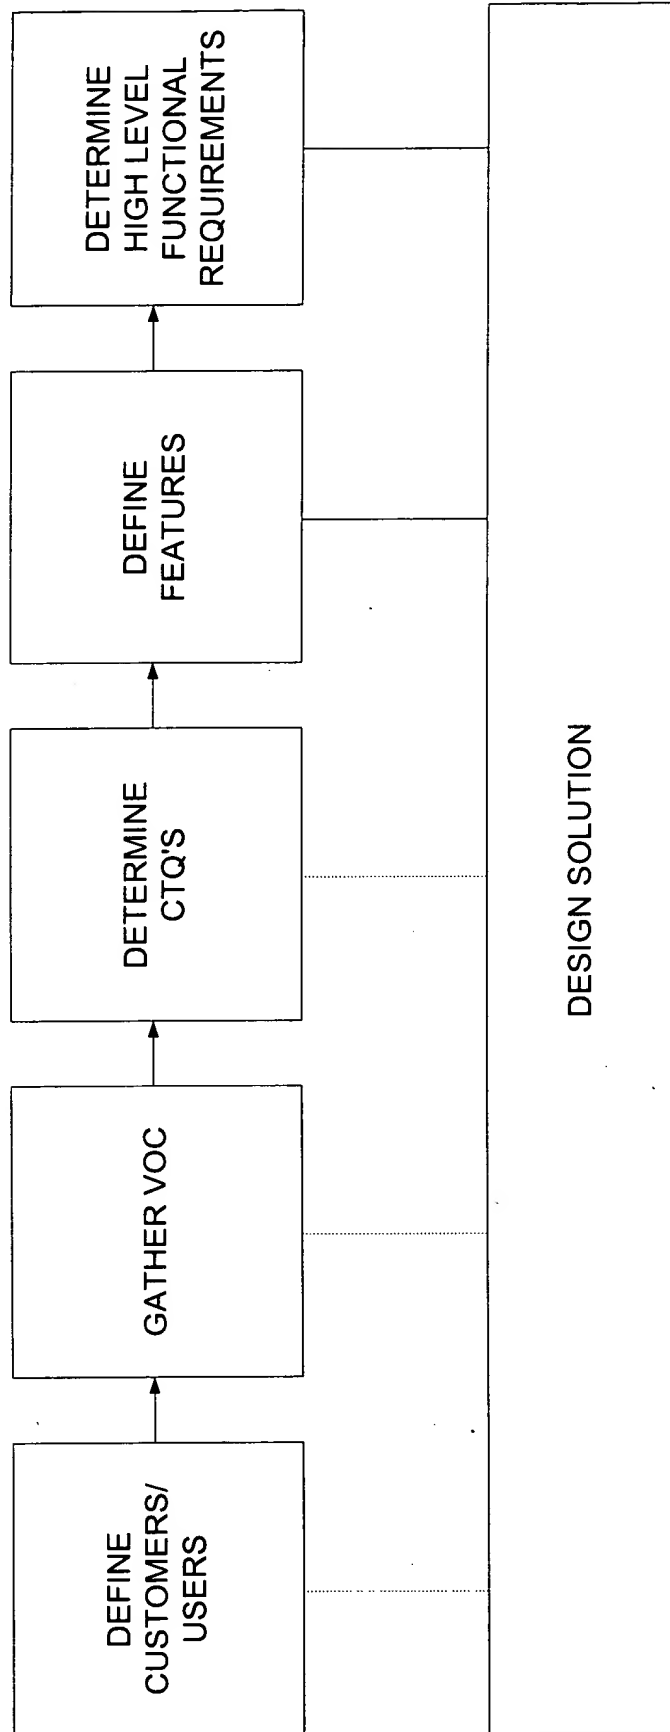 DEFINE
CUSTOMERS/
USERS
GATHER VOC
DETERMINE
CTQ'S
DEFINE
FEATURES
DETERMINE
HIGH LEVEL
FUNCTIONAL
REQUIREMENTS
DESIGN SOLUTION